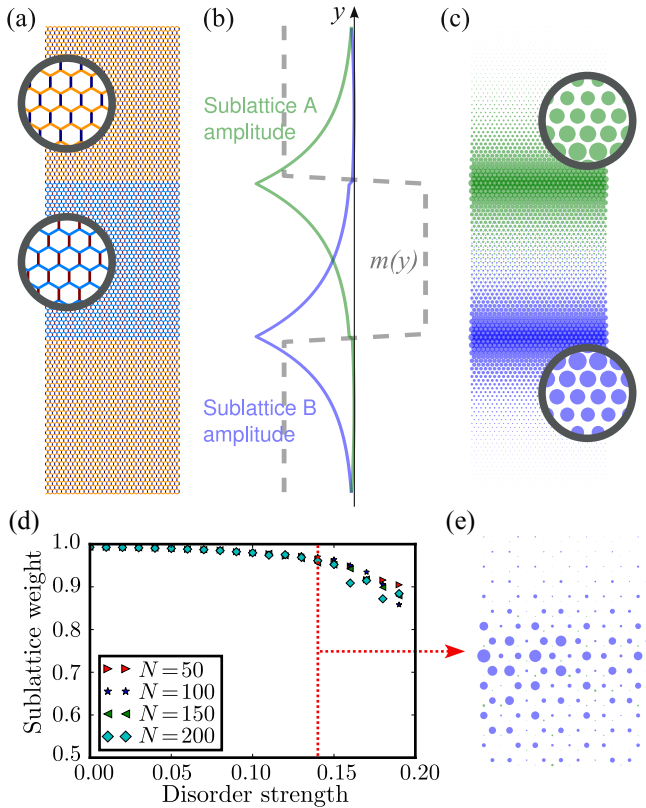 (a)
(b)
y
(c)
Sublattice A
amplitude
m(y)
Sublattice B
amplitude
(d)
(e)
Sublattice weight
1.0
0.9
0.8
0.7
0.6
0.5
N=50
N=100
N=150
N=200
0.00 0.05 0.10 0.15 0.20
Disorder strength